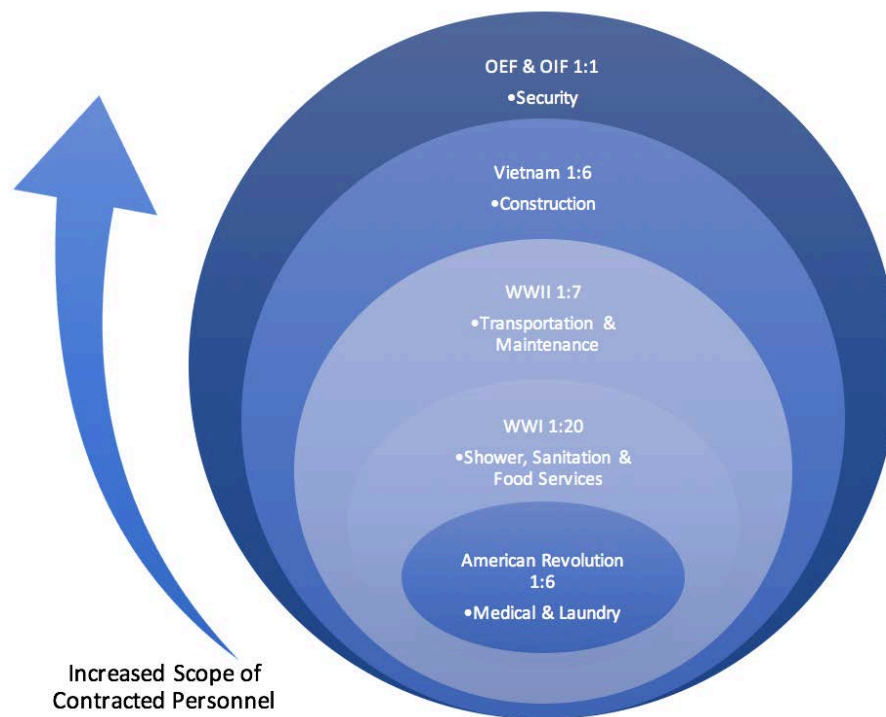 OEF & OIF 1:1
•Security
Vietnam 1:6
•Construction
WWII 1:7
•Transportation &
Maintenance
WWI 1:20
•Shower, Sanitation &
Food Services
American Revolution
1:6
•Medical & Laundry
Increased Scope of
Contracted Personnel